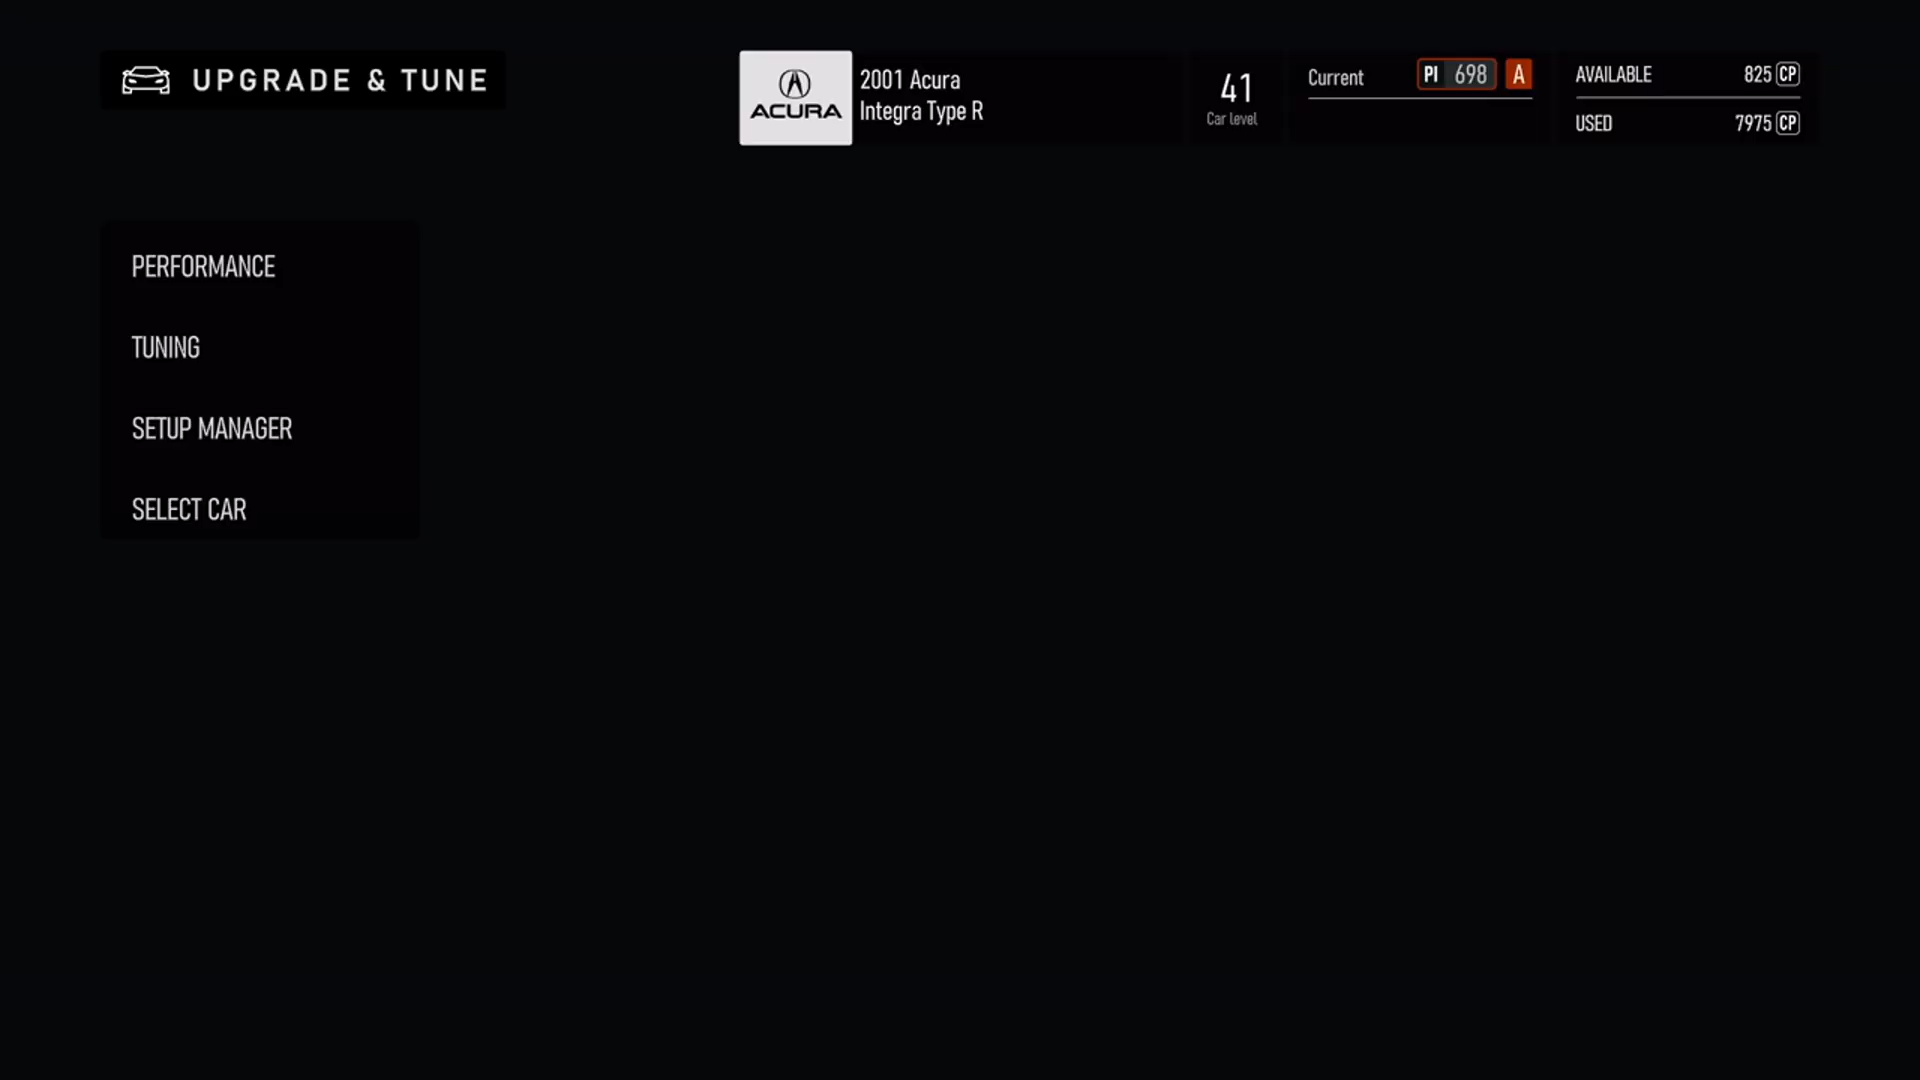 UPGRADE & TUNE
ACURA
2001 Acura
Integra Type R
41
Car level
Current PI 698 A
AVAILABLE 825 CP
USED 7975 CP
PERFORMANCE
TUNING
SETUP MANAGER
SELECT CAR